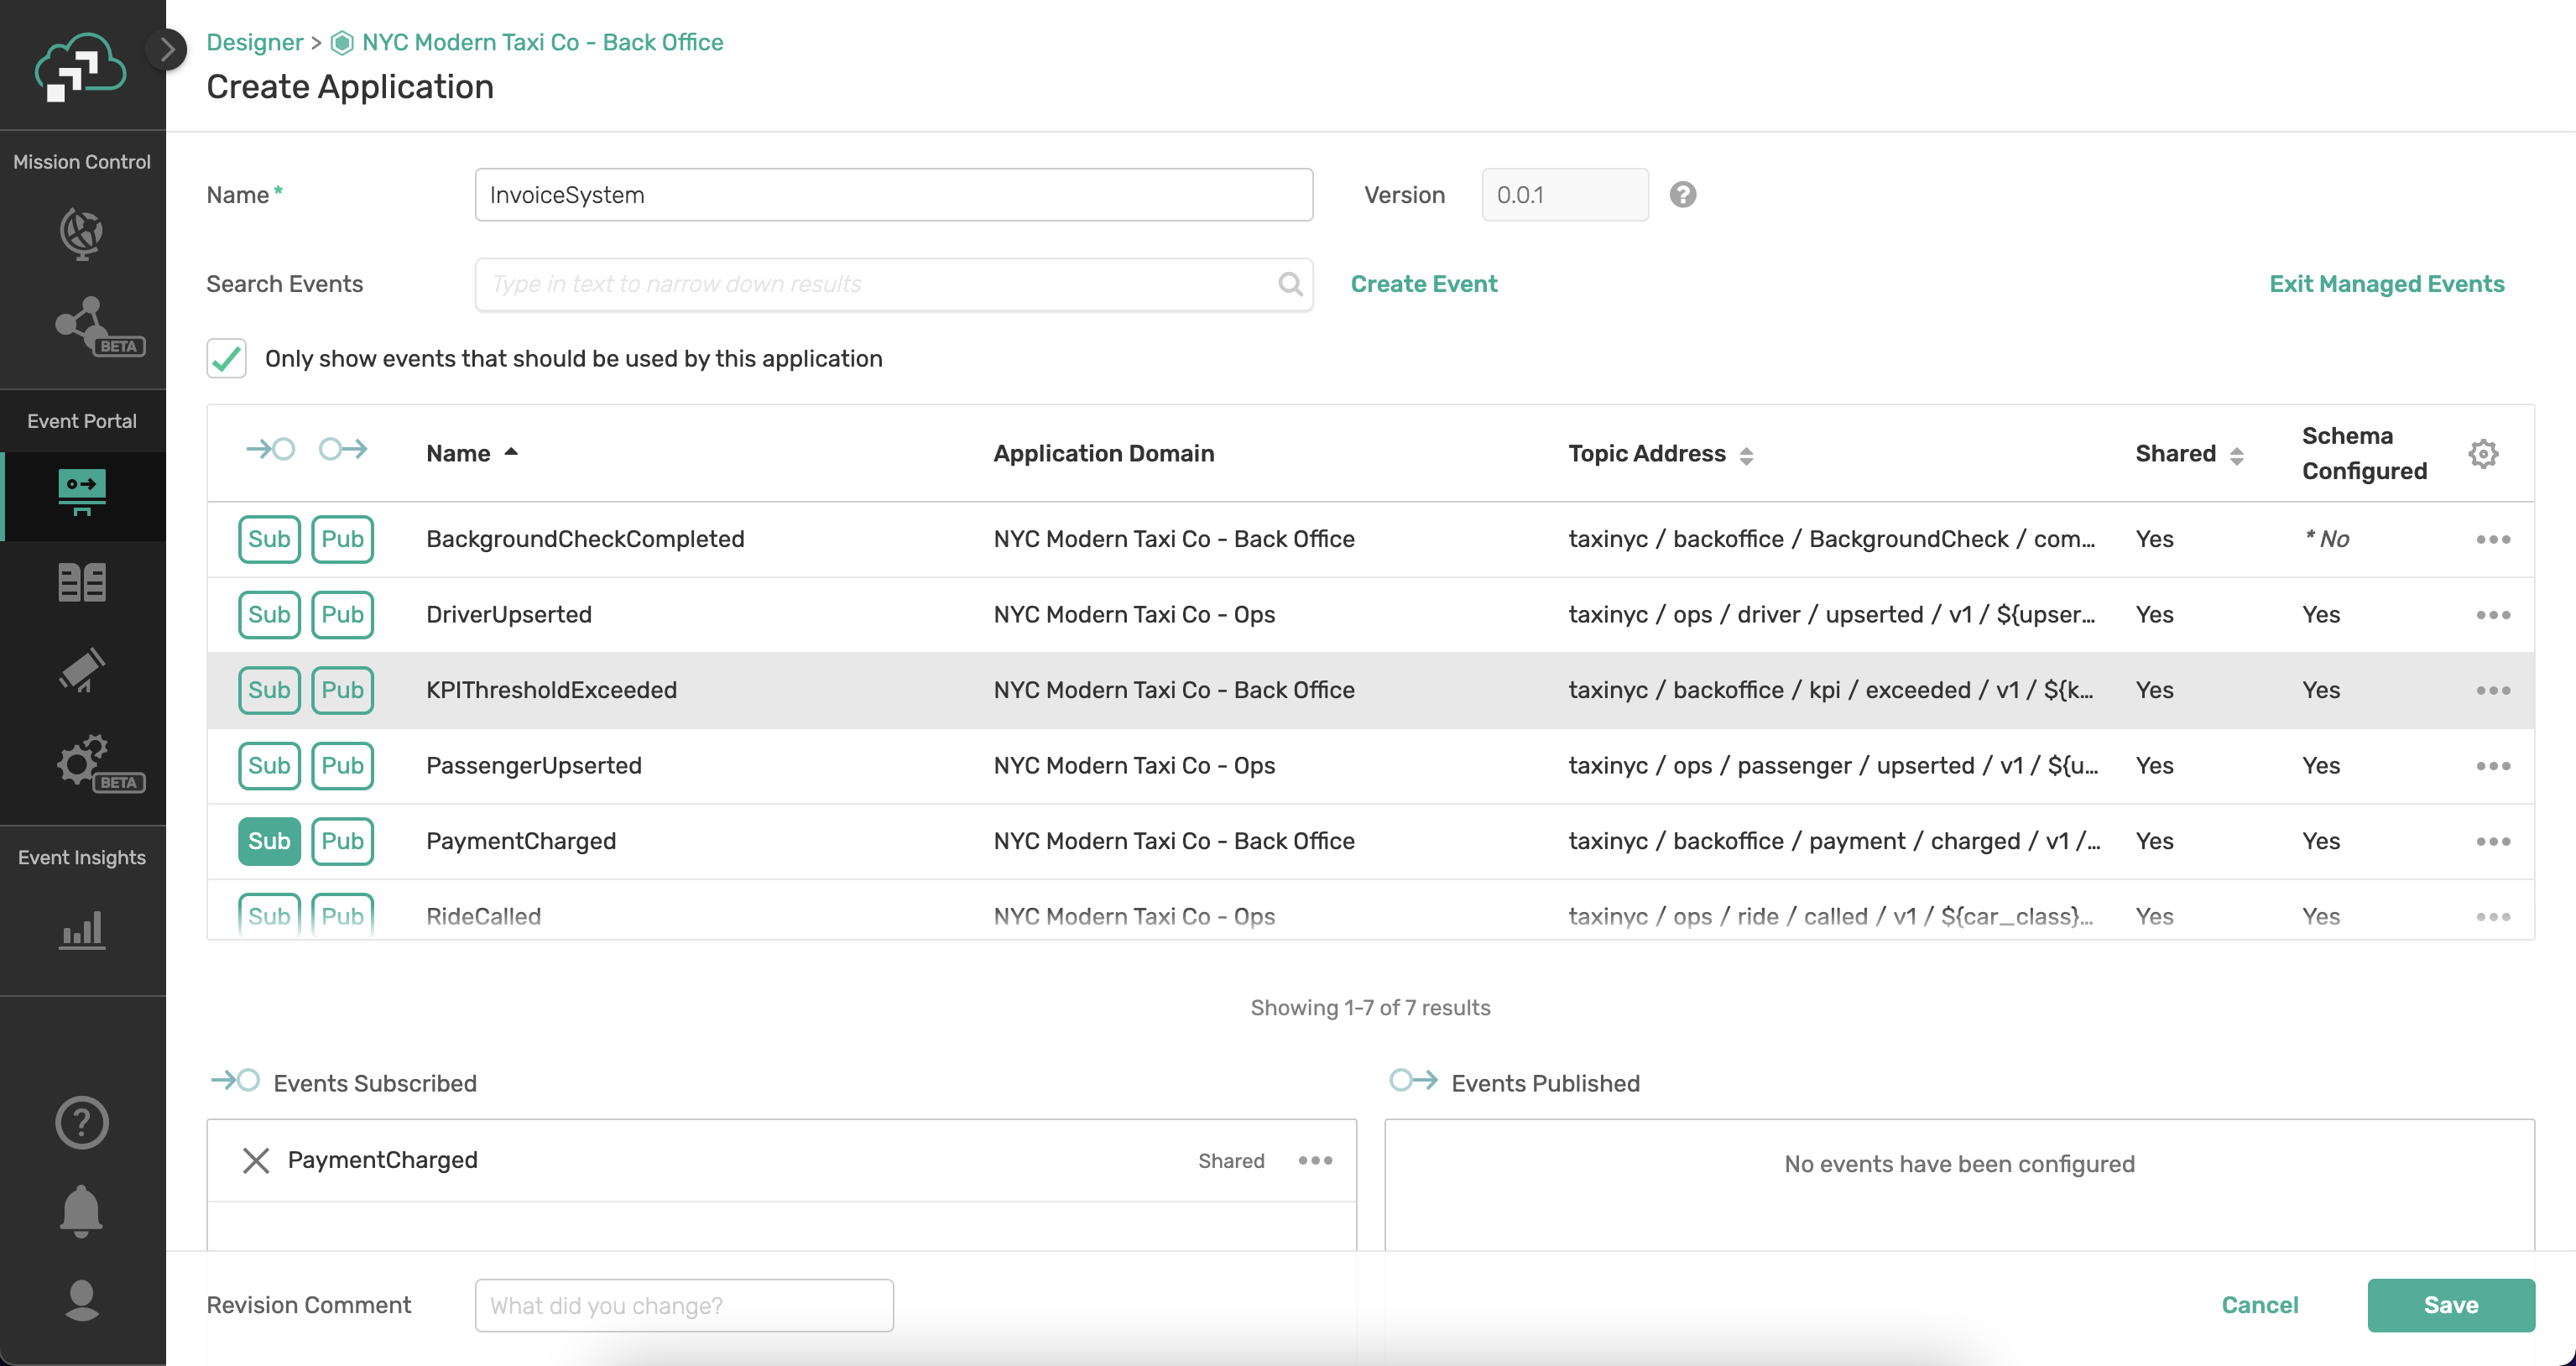 Mission Control
BETA
Event Portal
BETA
Event Insights
Designer > NYC Modern Taxi Co - Back Office
Create Application
Name* InvoiceSystem Version 0.0.1
Search Events Type in text to narrow down results Create Event Exit Managed Events
Only show events that should be used by this application
Name Application Domain Topic Address Shared Schema Configured
Sub Pub BackgroundCheckCompleted NYC Modern Taxi Co - Back Office taxinyc / backoffice / BackgroundCheck / com... Yes * No
Sub Pub DriverUpserted NYC Modern Taxi Co - Ops taxinyc / ops / driver / upserted / v1 / ${upser... Yes Yes
Sub Pub KPIThresholdExceeded NYC Modern Taxi Co - Back Office taxinyc / backoffice / kpi / exceeded / v1 / ${k... Yes Yes
Sub Pub PassengerUpserted NYC Modern Taxi Co - Ops taxinyc / ops / passenger / upserted / v1 / ${u... Yes Yes
Sub Pub PaymentCharged NYC Modern Taxi Co - Back Office taxinyc / backoffice / payment / charged / v1 /... Yes Yes
Sub Pub RideCalled NYC Modern Taxi Co - Ops taxinyc / ops / ride / called / v1 / ${car_class}... Yes Yes
Showing 1-7 of 7 results
Events Subscribed Events Published
PaymentCharged Shared No events have been configured
Revision Comment What did you change? Cancel Save